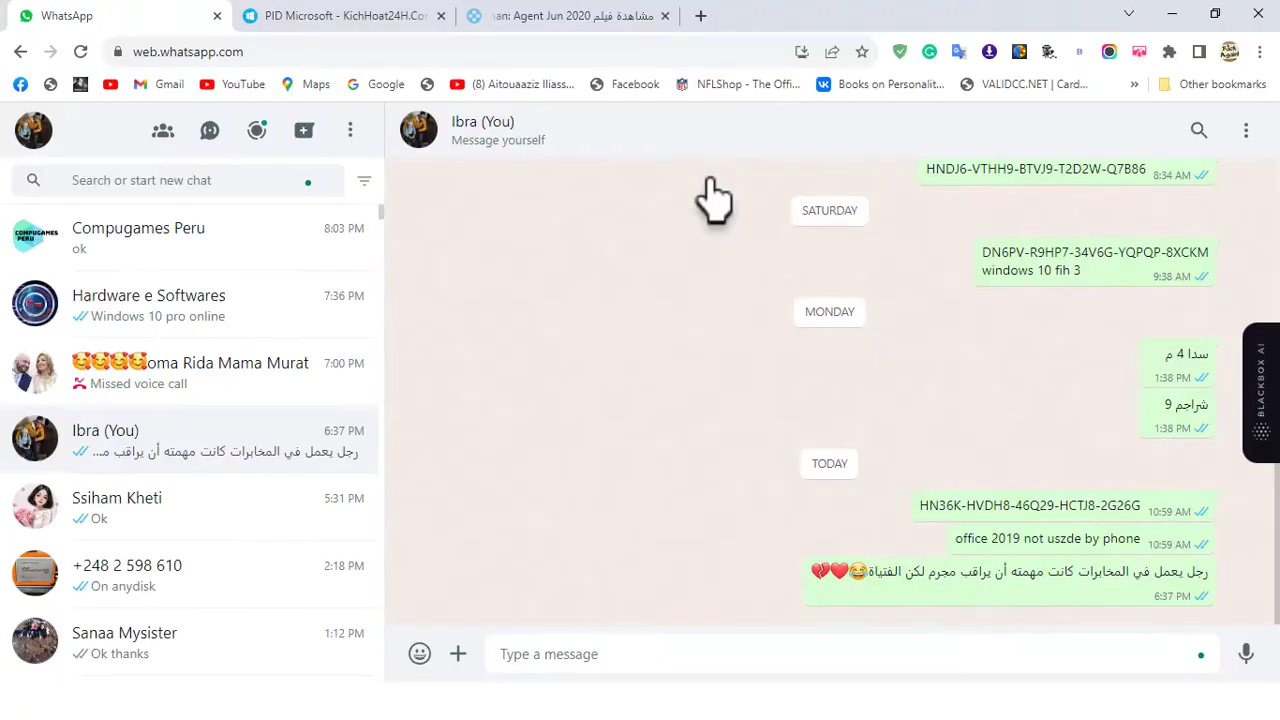 WhatsApp
PID Microsoft - KichHoat24H.Con
nan: Agent Jun 2020 مشاهدة فيلم
web.whatsapp.com
Gmail
YouTube
Maps
Google
(8) Aitouaaziz Iliass...
Facebook
NFLShop - The Offi...
Books on Personalit...
VALIDCC.NET | Card...
Other bookmarks
Search or start new chat
Compugames Peru
8:03 PM
ok
Hardware e Softwares
7:36 PM
Windows 10 pro online
🥰🥰🥰🥰oma Rida Mama Murat
7:00 PM
Missed voice call
Ibra (You)
6:37 PM
رجل يعمل في المخابرات كانت مهمته أن يراقب م...
Ssiham Kheti
5:31 PM
Ok
+248 2 598 610
2:18 PM
On anydisk
Sanaa Mysister
1:12 PM
Ok thanks
Ibra (You)
Message yourself
HNDJ6-VTHH9-BTVJ9-T2D2W-Q7B86
8:34 AM
SATURDAY
DN6PV-R9HP7-34V6G-YQPQP-8XCKM
windows 10 fih 3
9:38 AM
MONDAY
سدا 4 م
1:38 PM
شراجم 9
1:38 PM
TODAY
HN36K-HVDH8-46Q29-HCTJ8-2G26G
10:59 AM
office 2019 not uszde by phone
10:59 AM
رجل يعمل في المخابرات كانت مهمته أن يراقب مجرم لكن الفتياة😂❤️💔
6:37 PM
Type a message
BLACKBOX AI